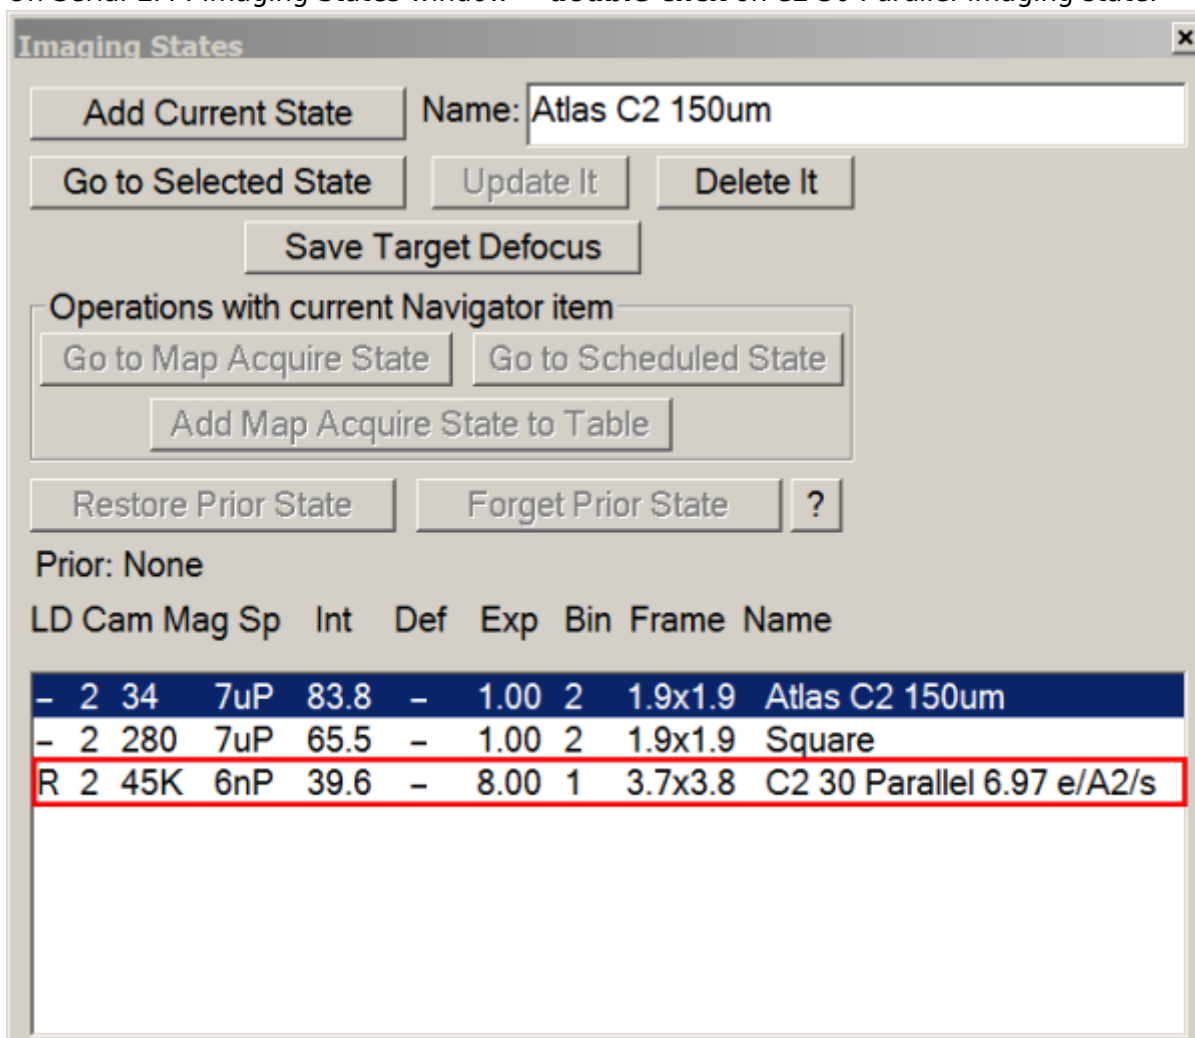 Imaging States
Add Current State Name: Atlas C2 150um
Go to Selected State Update It Delete It
Save Target Defocus
Operations with current Navigator item
Go to Map Acquire State Go to Scheduled State
Add Map Acquire State to Table
Restore Prior State Forget Prior State ?
Prior: None
LD Cam Mag Sp Int Def Exp Bin Frame Name
– 2 34 7uP 83.8 – 1.00 2 1.9x1.9 Atlas C2 150um
– 2 280 7uP 65.5 – 1.00 2 1.9x1.9 Square
R 2 45K 6nP 39.6 – 8.00 1 3.7x3.8 C2 30 Parallel 6.97 e/A2/s